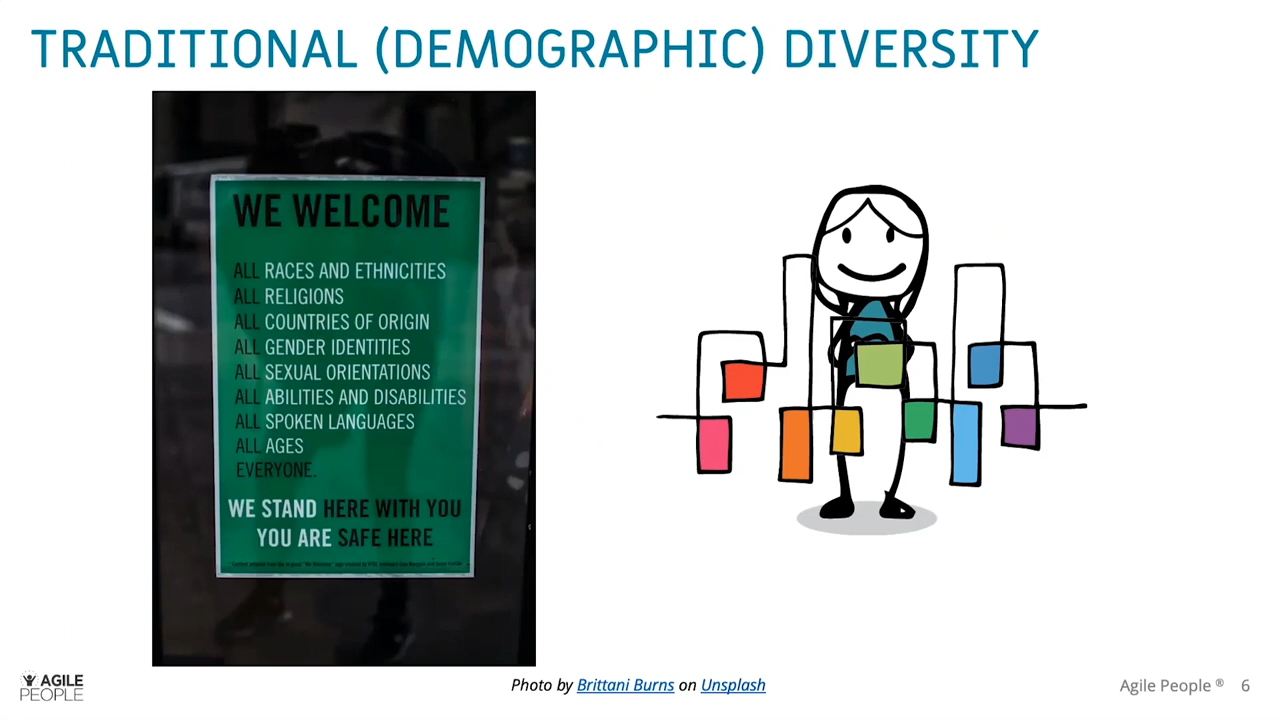 TRADITIONAL (DEMOGRAPHIC) DIVERSITY
WE WELCOME
ALL RACES AND ETHNICITIES
ALL RELIGIONS
ALL COUNTRIES OF ORIGIN
ALL GENDER IDENTITIES
ALL SEXUAL ORIENTATIONS
ALL ABILITIES AND DISABILITIES
ALL SPOKEN LANGUAGES
ALL AGES
EVERYONE.
WE STAND HERE WITH YOU
YOU ARE SAFE HERE
AGILE
PEOPLE
Photo by Brittani Burns on Unsplash
Agile People ® 6